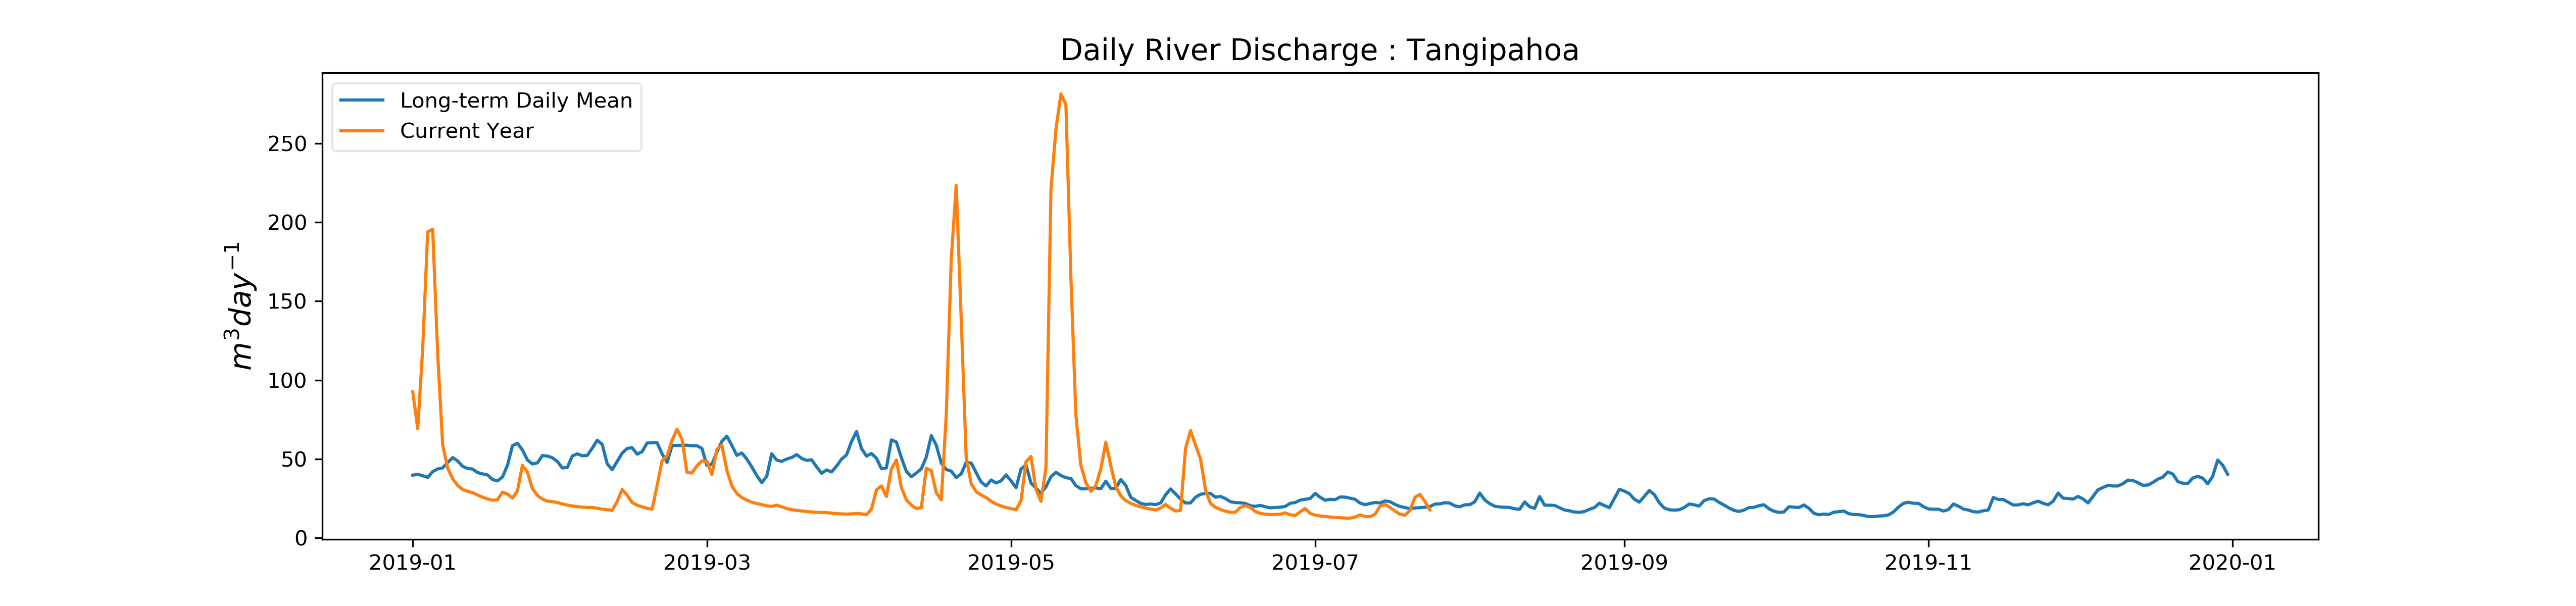 Daily River Discharge : Tangipahoa
Long-term Daily Mean
Current Year
m³day⁻¹
250
200
150
100
50
0
2019-01 2019-03 2019-05 2019-07 2019-09 2019-11 2020-01